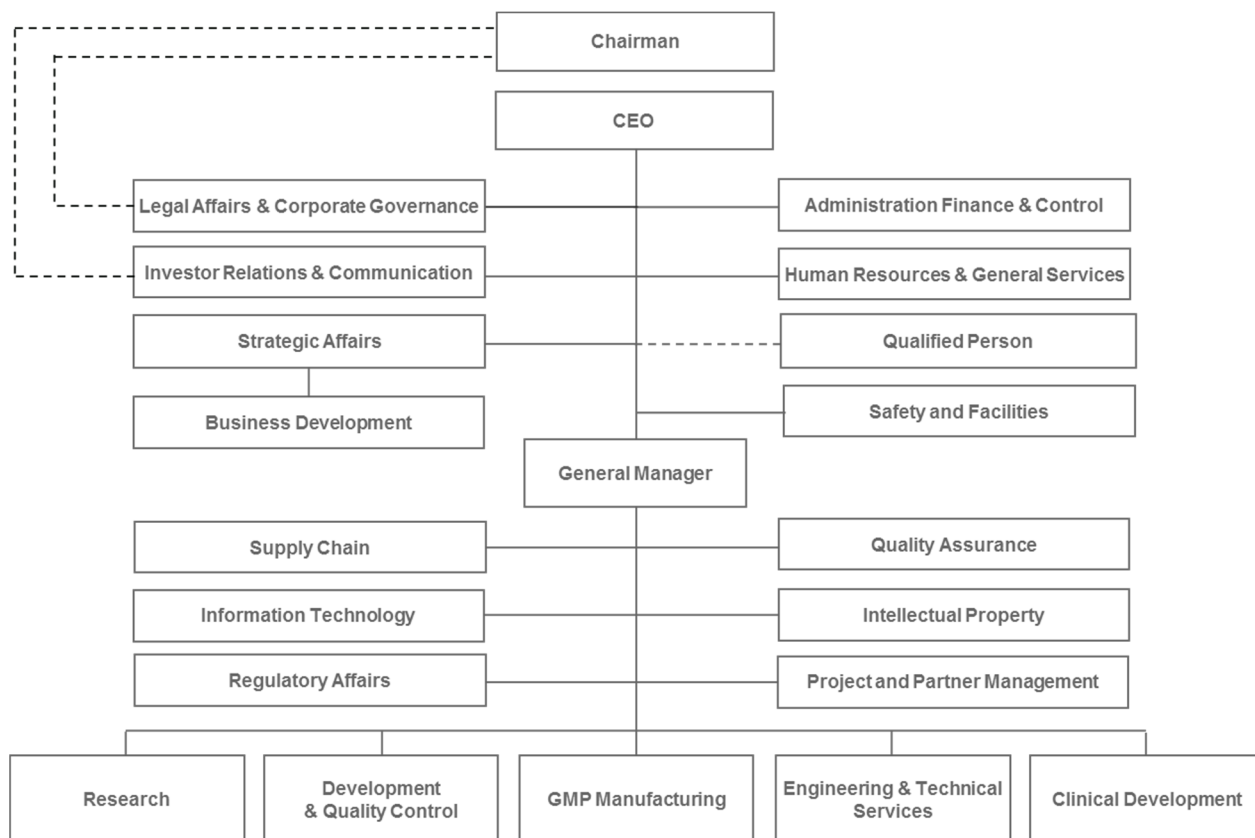 Chairman
CEO
Legal Affairs & Corporate Governance
Administration Finance & Control
Investor Relations & Communication
Human Resources & General Services
Strategic Affairs
Qualified Person
Business Development
Safety and Facilities
General Manager
Supply Chain
Quality Assurance
Information Technology
Intellectual Property
Regulatory Affairs
Project and Partner Management
Research
Development
& Quality Control
GMP Manufacturing
Engineering & Technical
Services
Clinical Development